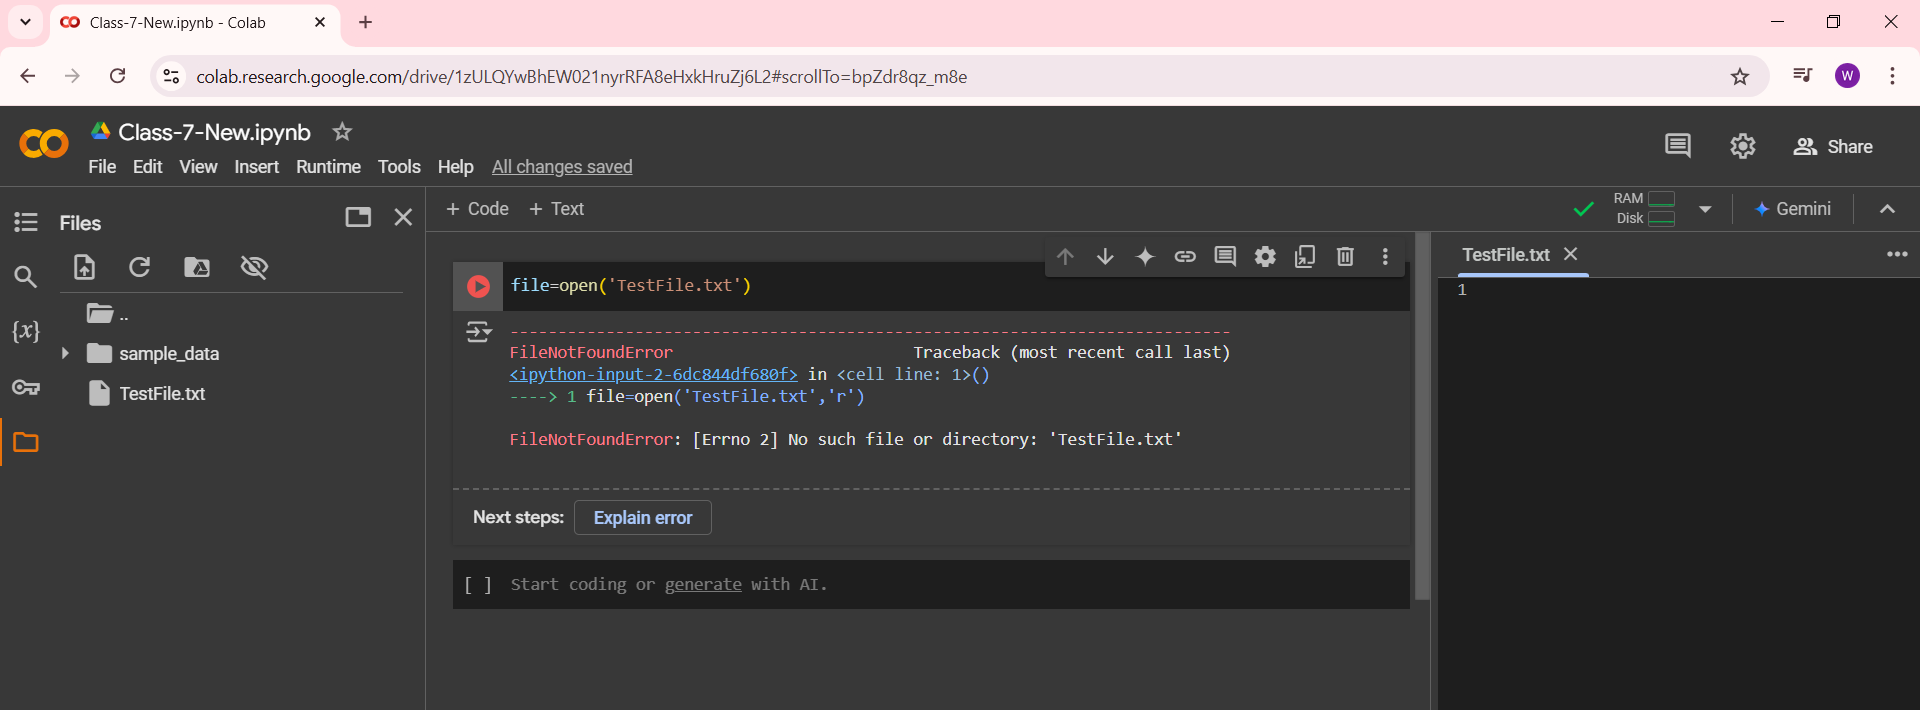 Class-7-New.ipynb - Colab
colab.research.google.com/drive/1zULQYwBhEW021nyrRFA8eHxkHruZj6L2#scrollTo=bpZdr8qz_m8e
W
Class-7-New.ipynb
Share
File Edit View Insert Runtime Tools Help All changes saved
Files
+ Code + Text
RAM
Disk
Gemini
..
sample_data
TestFile.txt
{x}
file=open('TestFile.txt')
---------------------------------------------------------------------------
FileNotFoundError Traceback (most recent call last)
<ipython-input-2-6dc844df680f> in <cell line: 1>()
----> 1 file=open('TestFile.txt','r')
FileNotFoundError: [Errno 2] No such file or directory: 'TestFile.txt'
Next steps: Explain error
[ ] Start coding or generate with AI.
TestFile.txt
1